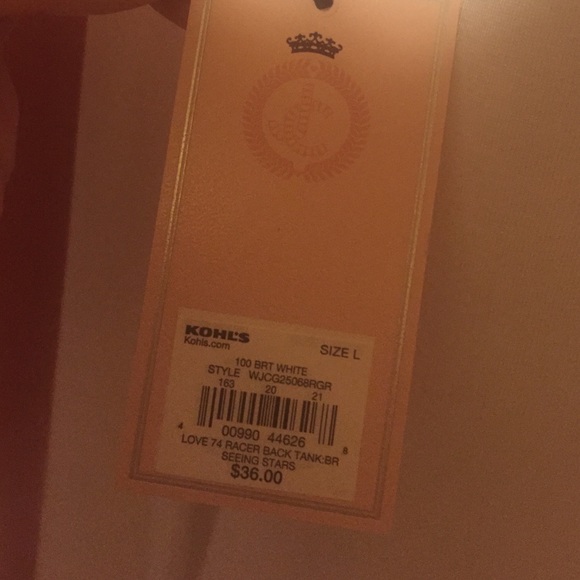 KOHL'S
Kohls.com
SIZE L
100 BRT WHITE
STYLE WJCG25068RGR
163 20 21
4 00990 44626 8
LOVE 74 RACER BACK TANK:BR
SEEING STARS
$36.00